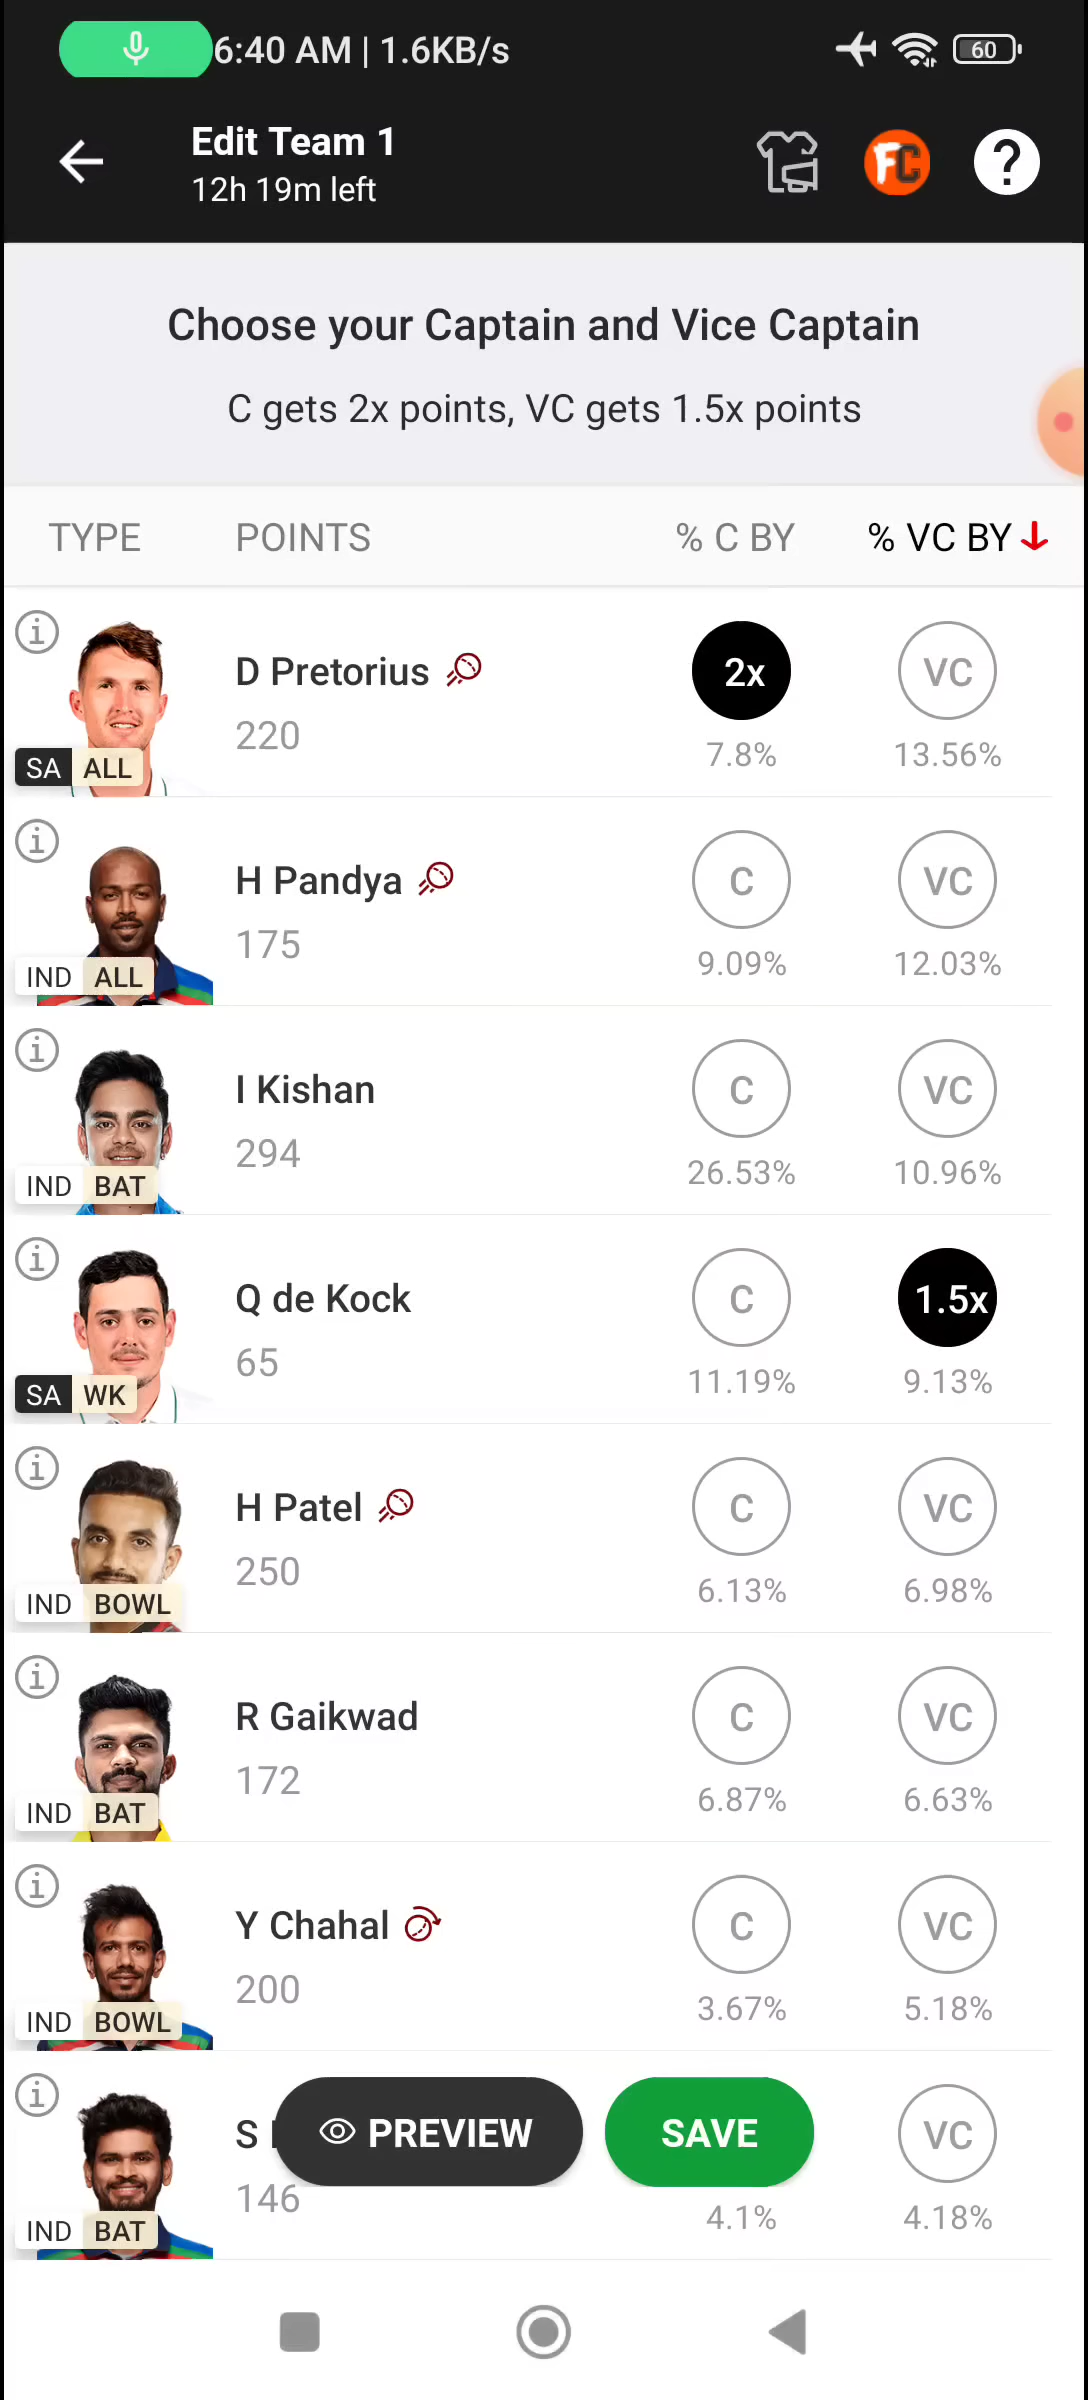 6:40 AM | 1.6KB/s 60
Edit Team 1
12h 19m left
FC ?
Choose your Captain and Vice Captain
C gets 2x points, VC gets 1.5x points
TYPE POINTS % C BY % VC BY
D Pretorius 2x VC
220 7.8% 13.56%
SA ALL
H Pandya C VC
175 9.09% 12.03%
IND ALL
I Kishan C VC
294 26.53% 10.96%
IND BAT
Q de Kock C 1.5x
65 11.19% 9.13%
SA WK
H Patel C VC
250 6.13% 6.98%
IND BOWL
R Gaikwad C VC
172 6.87% 6.63%
IND BAT
Y Chahal C VC
200 3.67% 5.18%
IND BOWL
S PREVIEW SAVE VC
146 4.1% 4.18%
IND BAT